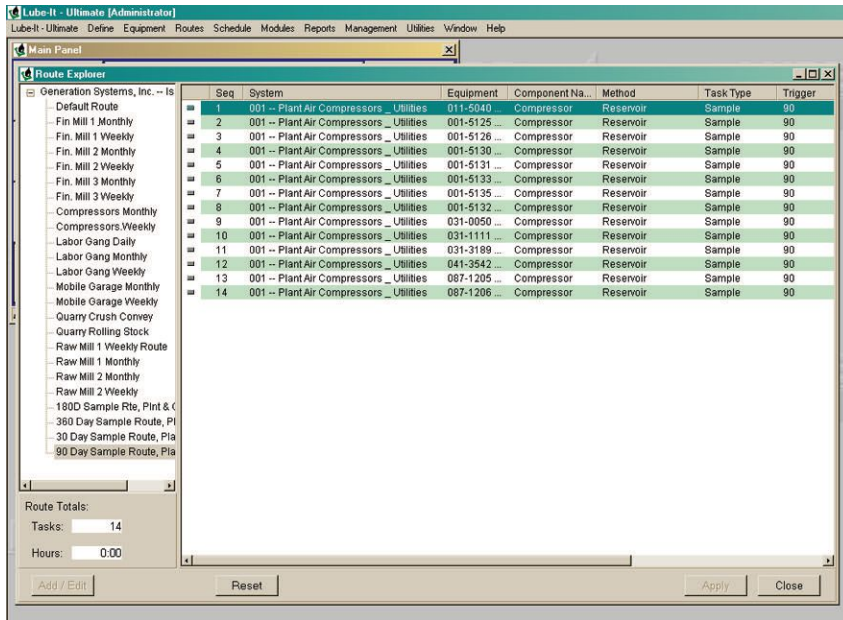 Lube-It - Ultimate [Administrator]
Lube-It - Ultimate Define Equipment Routes Schedule Modules Reports Management Utilities Window Help
Main Panel
Route Explorer
Generation Systems, Inc. -- Is
Default Route
Fin Mill 1 Monthly
Fin. Mill 1 Weekly
Fin. Mill 2 Monthly
Fin. Mill 2 Weekly
Fin. Mill 3 Monthly
Fin. Mill 3 Weekly
Compressors Monthly
Compressors.Weekly
Labor Gang Daily
Labor Gang Monthly
Labor Gang Weekly
Mobile Garage Monthly
Mobile Garage Weekly
Quarry Crush Convey
Quarry Rolling Stock
Raw Mill 1 Weekly Route
Raw Mill 1 Monthly
Raw Mill 2 Monthly
Raw Mill 2 Weekly
180D Sample Rte, Plnt &
360 Day Sample Route, Pl
30 Day Sample Route, Pla
90 Day Sample Route, Pla
Seq System Equipment Component Na... Method Task Type Trigger
1 001 -- Plant Air Compressors _ Utilities 011-5040 ... Compressor Reservoir Sample 90
2 001 -- Plant Air Compressors _ Utilities 001-5125 ... Compressor Reservoir Sample 90
3 001 -- Plant Air Compressors _ Utilities 001-5126 ... Compressor Reservoir Sample 90
4 001 -- Plant Air Compressors _ Utilities 001-5130 ... Compressor Reservoir Sample 90
5 001 -- Plant Air Compressors _ Utilities 001-5131 ... Compressor Reservoir Sample 90
6 001 -- Plant Air Compressors _ Utilities 001-5133 ... Compressor Reservoir Sample 90
7 001 -- Plant Air Compressors _ Utilities 001-5135 ... Compressor Reservoir Sample 90
8 001 -- Plant Air Compressors _ Utilities 001-5132 ... Compressor Reservoir Sample 90
9 001 -- Plant Air Compressors _ Utilities 031-0050 ... Compressor Reservoir Sample 90
10 001 -- Plant Air Compressors _ Utilities 031-1111 ... Compressor Reservoir Sample 90
11 001 -- Plant Air Compressors _ Utilities 031-3189 ... Compressor Reservoir Sample 90
12 001 -- Plant Air Compressors _ Utilities 041-3542 ... Compressor Reservoir Sample 90
13 001 -- Plant Air Compressors _ Utilities 087-1205 ... Compressor Reservoir Sample 90
14 001 -- Plant Air Compressors _ Utilities 087-1206 ... Compressor Reservoir Sample 90
Route Totals:
Tasks: 14
Hours: 0:00
Add / Edit Reset Apply Close